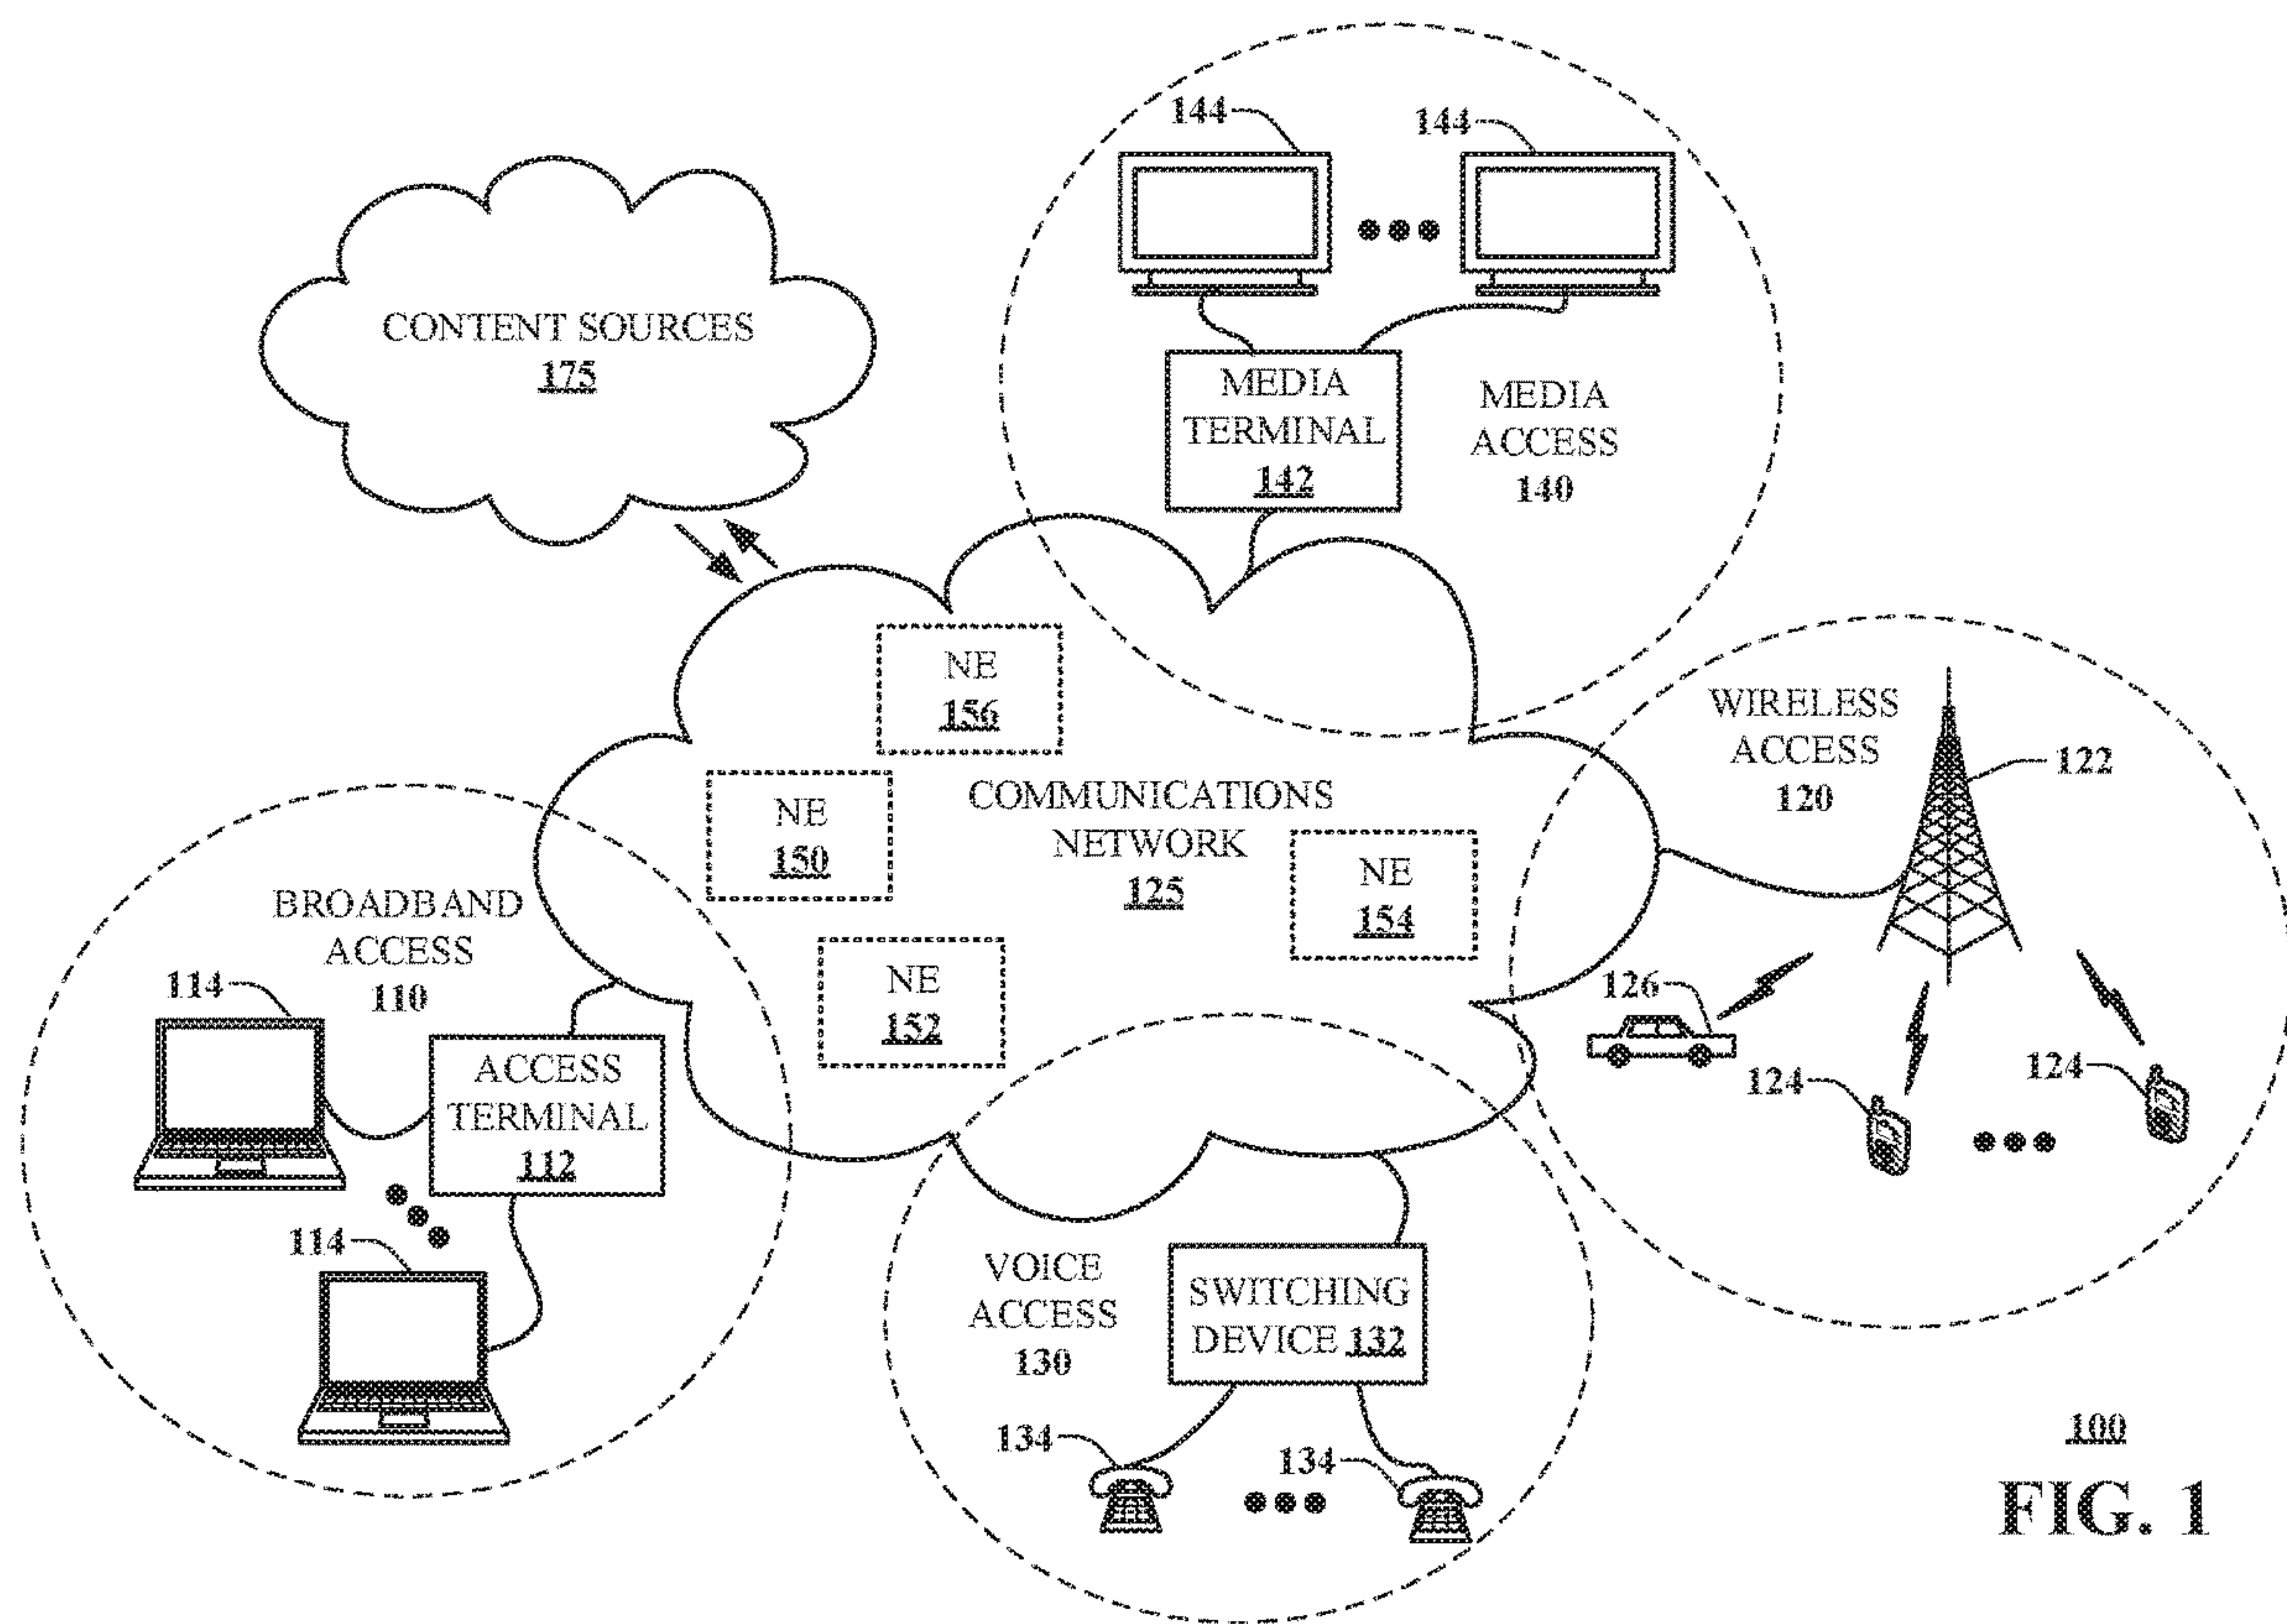 144
144
CONTENT SOURCES
175
MEDIA
TERMINAL
142
MEDIA
ACCESS
140
NE
156
WIRELESS
ACCESS
120
122
NE
150
COMMUNICATIONS
NETWORK
125
NE
154
BROADBAND
ACCESS
110
114
NE
152
126
124
124
ACCESS
TERMINAL
112
114
VOICE
ACCESS
130
SWITCHING
DEVICE 132
134
134
100
FIG. 1